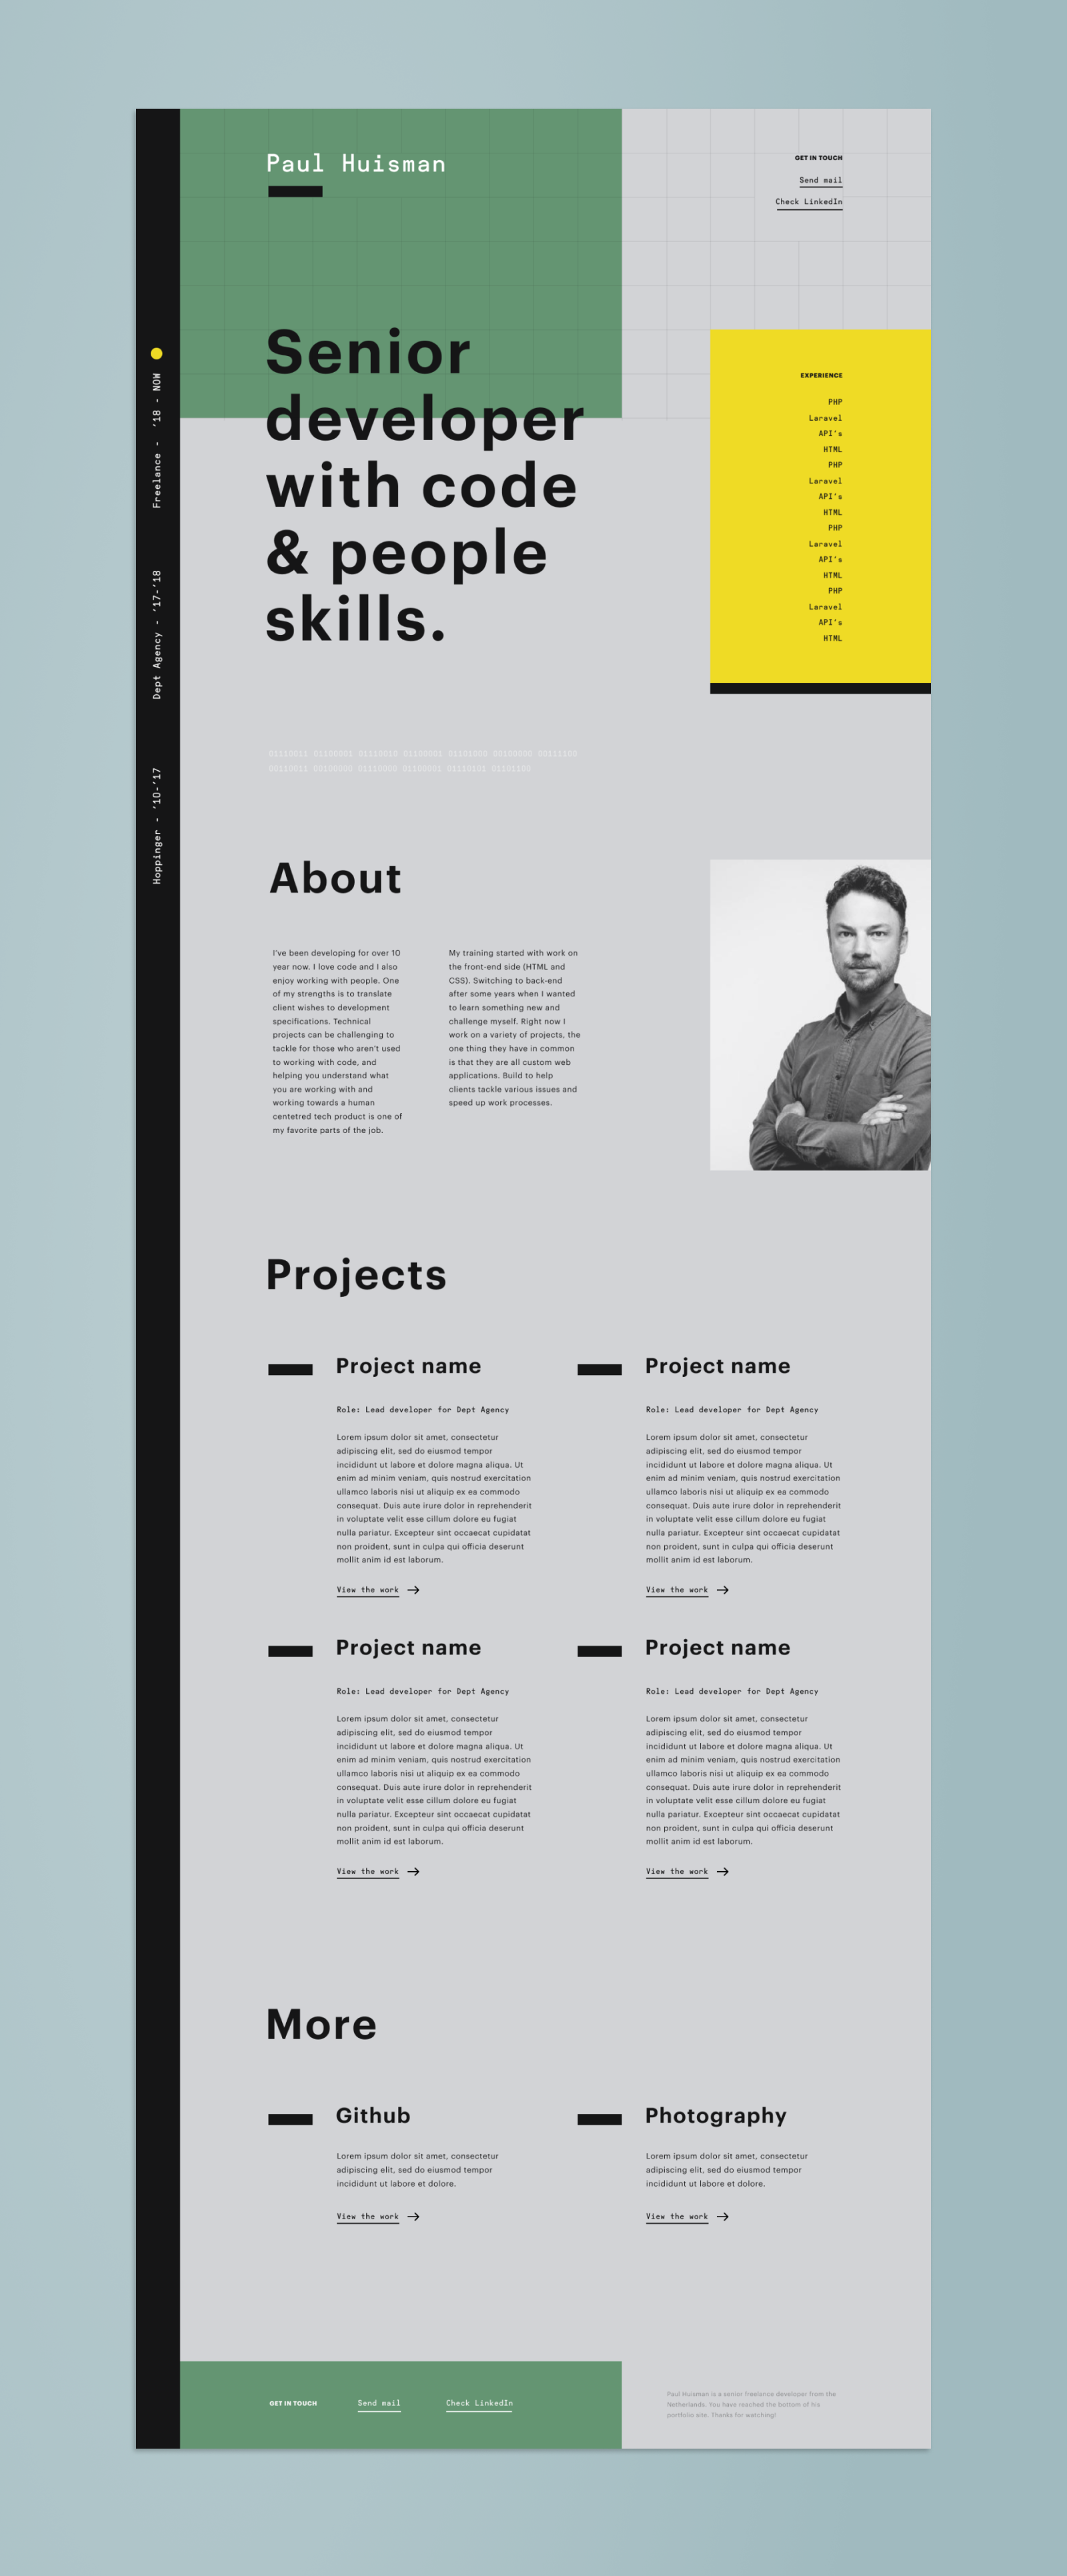 Paul Huisman
GET IN TOUCH
Send mail
Check LinkedIn
Freelance - '18 - NOW
Dept Agency - '17-'18
Hoppinger - '10-'17
Senior
developer
with code
& people
skills.
EXPERIENCE
PHP
Laravel
API's
HTML
PHP
Laravel
API's
HTML
PHP
Laravel
API's
HTML
PHP
Laravel
API's
HTML
01110011 01100001 01110010 01100001 01101000 00100000 00111100
00110011 00100000 01110000 01100001 01110101 01101100
About
I've been developing for over 10
year now. I love code and I also
enjoy working with people. One
of my strengths is to translate
client wishes to development
specifications. Technical
projects can be challenging to
tackle for those who aren't used
to working with code, and
helping you understand what
you are working with and
working towards a human
centetred tech product is one of
my favorite parts of the job.
My training started with work on
the front-end side (HTML and
CSS). Switching to back-end
after some years when I wanted
to learn something new and
challenge myself. Right now I
work on a variety of projects, the
one thing they have in common
is that they are all custom web
applications. Build to help
clients tackle various issues and
speed up work processes.
Projects
Project name
Role: Lead developer for Dept Agency
Lorem ipsum dolor sit amet, consectetur
adipiscing elit, sed do eiusmod tempor
incididunt ut labore et dolore magna aliqua. Ut
enim ad minim veniam, quis nostrud exercitation
ullamco laboris nisi ut aliquip ex ea commodo
consequat. Duis aute irure dolor in reprehenderit
in voluptate velit esse cillum dolore eu fugiat
nulla pariatur. Excepteur sint occaecat cupidatat
non proident, sunt in culpa qui officia deserunt
mollit anim id est laborum.
View the work
Project name
Role: Lead developer for Dept Agency
Lorem ipsum dolor sit amet, consectetur
adipiscing elit, sed do eiusmod tempor
incididunt ut labore et dolore magna aliqua. Ut
enim ad minim veniam, quis nostrud exercitation
ullamco laboris nisi ut aliquip ex ea commodo
consequat. Duis aute irure dolor in reprehenderit
in voluptate velit esse cillum dolore eu fugiat
nulla pariatur. Excepteur sint occaecat cupidatat
non proident, sunt in culpa qui officia deserunt
mollit anim id est laborum.
View the work
Project name
Role: Lead developer for Dept Agency
Lorem ipsum dolor sit amet, consectetur
adipiscing elit, sed do eiusmod tempor
incididunt ut labore et dolore magna aliqua. Ut
enim ad minim veniam, quis nostrud exercitation
ullamco laboris nisi ut aliquip ex ea commodo
consequat. Duis aute irure dolor in reprehenderit
in voluptate velit esse cillum dolore eu fugiat
nulla pariatur. Excepteur sint occaecat cupidatat
non proident, sunt in culpa qui officia deserunt
mollit anim id est laborum.
View the work
Project name
Role: Lead developer for Dept Agency
Lorem ipsum dolor sit amet, consectetur
adipiscing elit, sed do eiusmod tempor
incididunt ut labore et dolore magna aliqua. Ut
enim ad minim veniam, quis nostrud exercitation
ullamco laboris nisi ut aliquip ex ea commodo
consequat. Duis aute irure dolor in reprehenderit
in voluptate velit esse cillum dolore eu fugiat
nulla pariatur. Excepteur sint occaecat cupidatat
non proident, sunt in culpa qui officia deserunt
mollit anim id est laborum.
View the work
More
Github
Lorem ipsum dolor sit amet, consectetur
adipiscing elit, sed do eiusmod tempor
incididunt ut labore et dolore.
View the work
Photography
Lorem ipsum dolor sit amet, consectetur
adipiscing elit, sed do eiusmod tempor
incididunt ut labore et dolore.
View the work
GET IN TOUCH
Send mail
Check LinkedIn
Paul Huisman is a senior freelance developer from the
Netherlands. You have reached the bottom of his
portfolio site. Thanks for watching!